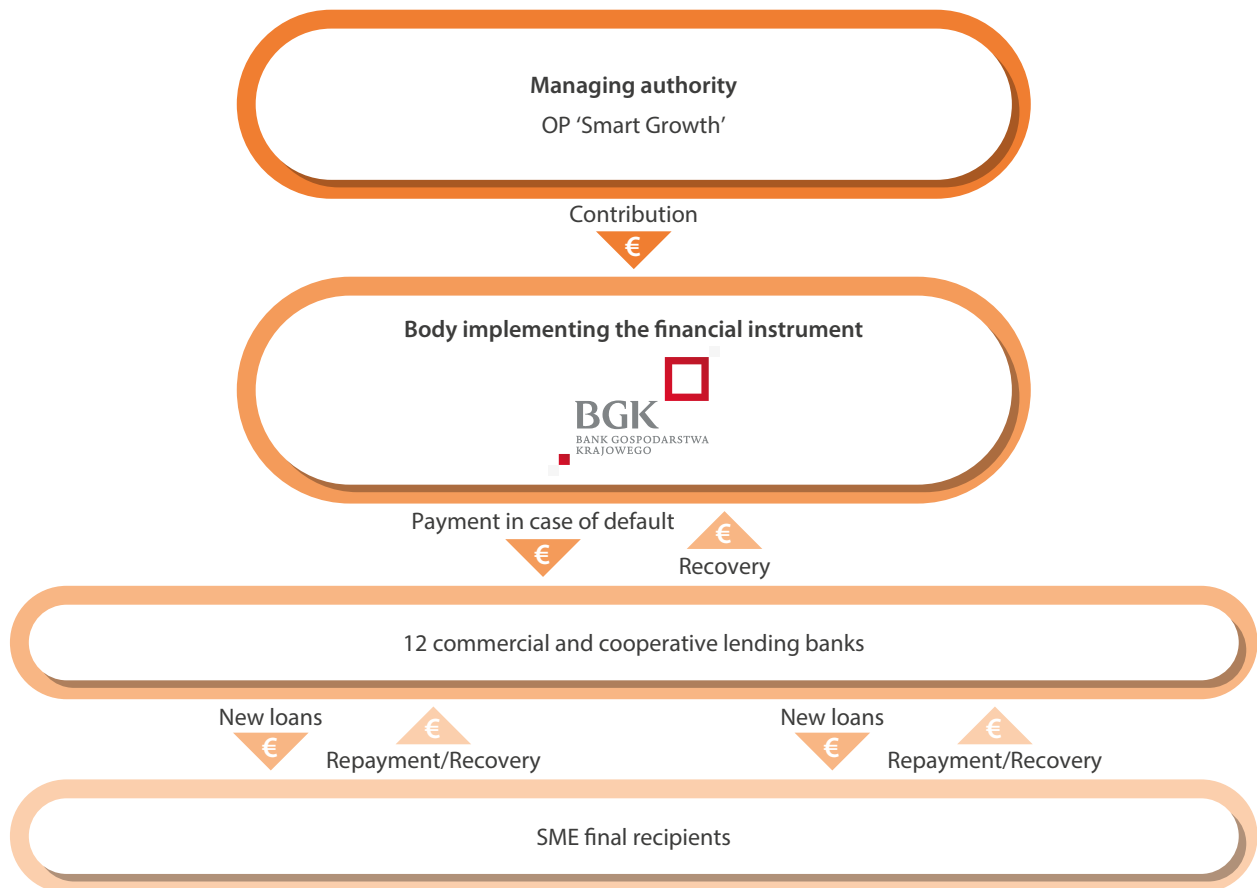 Managing authority
OP ‘Smart Growth’
Contribution
€
Body implementing the financial instrument
BGK
BANK GOSPODARSTWA
KRAJOWEGO
Payment in case of default
€
€
Recovery
12 commercial and cooperative lending banks
New loans
€
€
Repayment/Recovery
New loans
€
€
Repayment/Recovery
SME final recipients